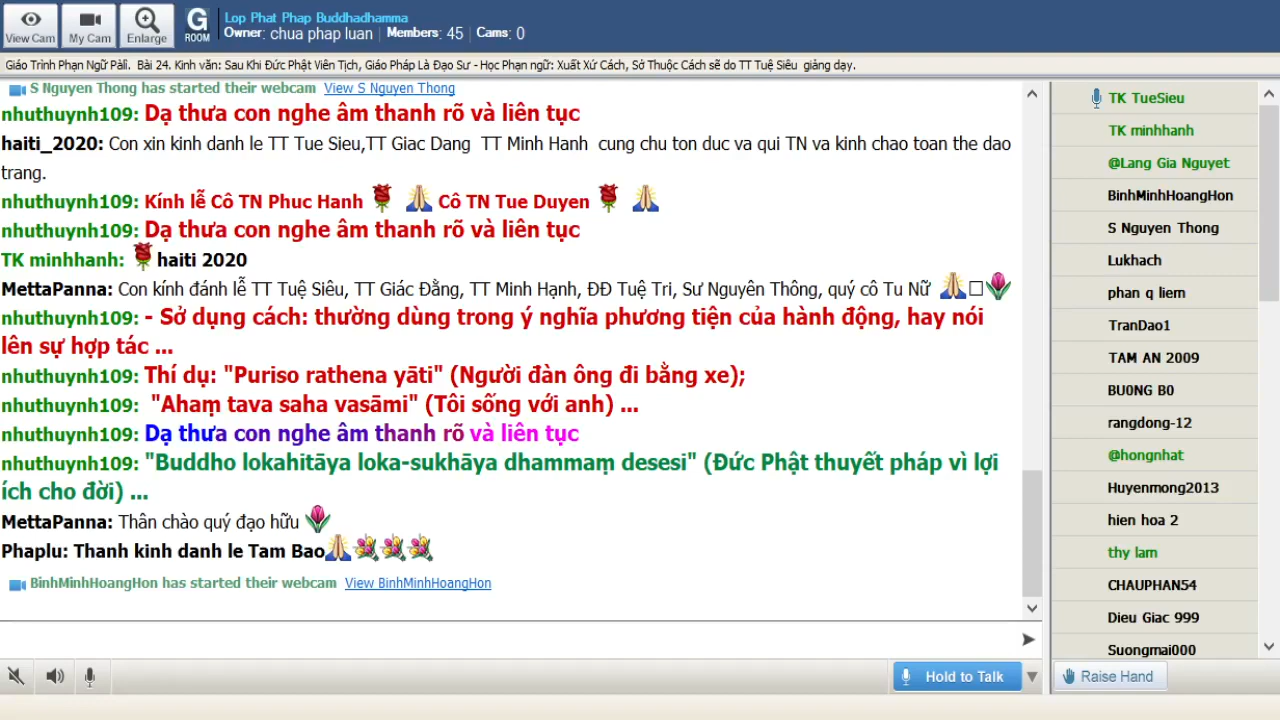 View Cam
My Cam
Enlarge
G
ROOM
Lop Phat Phap Buddhadhamma
Owner: chua phap luan | Members: 45 | Cams: 0
Giáo Trình Phạn Ngữ Pàli. Bài 24. Kinh văn: Sau Khi Đức Phật Viên Tịch, Giáo Pháp Là Đạo Sư - Học Phạn ngữ: Xuất Xứ Cách, Sở Thuộc Cách sẽ do TT Tuệ Siêu giảng dạy.
S Nguyen Thong has started their webcam View S Nguyen Thong
nhuthuynh109: Dạ thưa con nghe âm thanh rõ và liên tục
haiti_2020: Con xin kinh danh le TT Tue Sieu,TT Giac Dang TT Minh Hanh cung chu ton duc va qui TN va kinh chao toan the dao
trang.
nhuthuynh109: Kính lễ Cô TN Phuc Hanh 🌹 🙏 Cô TN Tue Duyen 🌹 🙏
nhuthuynh109: Dạ thưa con nghe âm thanh rõ và liên tục
TK minhhanh: 🌹 haiti 2020
MettaPanna: Con kính đánh lễ TT Tuệ Siêu, TT Giác Đằng, TT Minh Hạnh, ĐĐ Tuệ Tri, Sư Nguyên Thông, quý cô Tu Nữ 🙏□🌷
nhuthuynh109: - Sở dụng cách: thường dùng trong ý nghĩa phương tiện của hành động, hay nói
lên sự hợp tác ...
nhuthuynh109: Thí dụ: "Puriso rathena yāti" (Người đàn ông đi bằng xe);
nhuthuynh109: "Ahaṃ tava saha vasāmi" (Tôi sống với anh) ...
nhuthuynh109: Dạ thưa con nghe âm thanh rõ và liên tục
nhuthuynh109: "Buddho lokahitāya loka-sukhāya dhammaṃ desesi" (Đức Phật thuyết pháp vì lợi
ích cho đời) ...
MettaPanna: Thân chào quý đạo hữu 🌷
Phaplu: Thanh kinh danh le Tam Bao 🙏💐💐💐
BinhMinhHoangHon has started their webcam View BinhMinhHoangHon
Hold to Talk
TK TueSieu
TK minhhanh
@Lang Gia Nguyet
BinhMinhHoangHon
S Nguyen Thong
Lukhach
phan q liem
TranDao1
TAM AN 2009
BU0NG B0
rangdong-12
@hongnhat
Huyenmong2013
hien hoa 2
thy lam
CHAUPHAN54
Dieu Giac 999
Suongmai000
Raise Hand